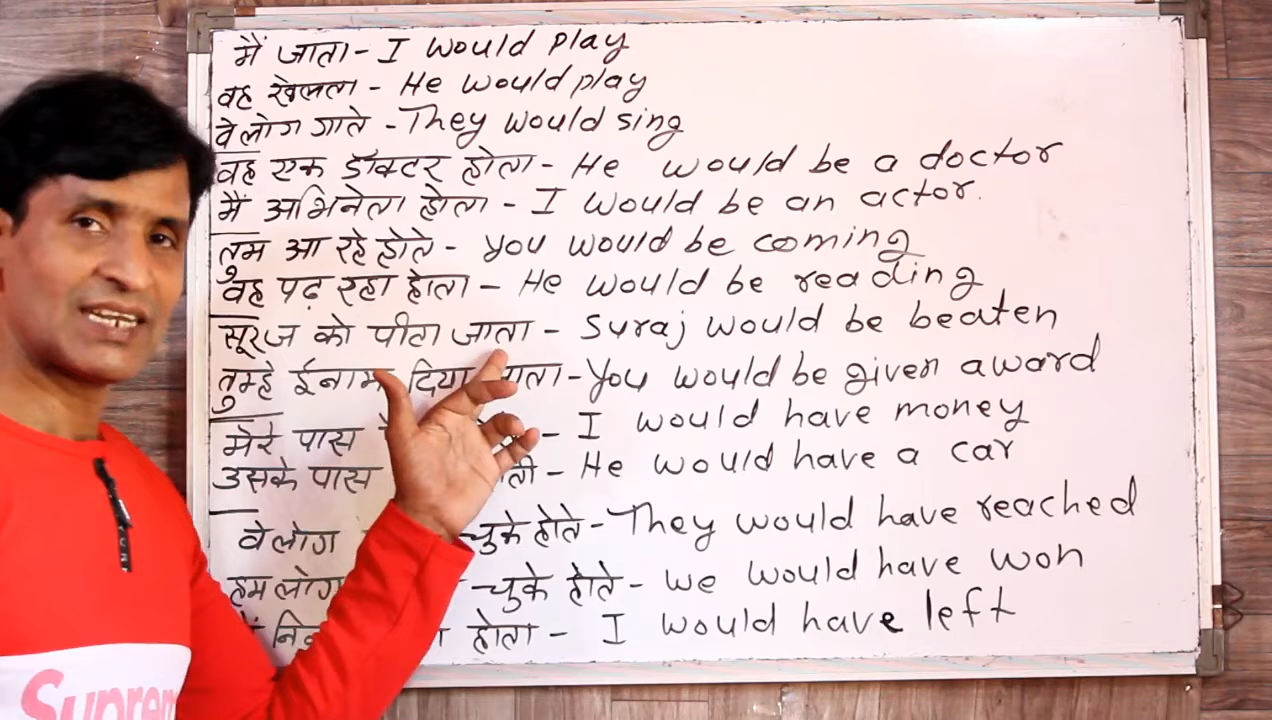 मैं जाता - I would play
वह खेलता - He would play
वे लोग गाते - They would sing
वह एक डॉक्टर होता - He would be a doctor
मैं अभिनेता होता - I would be an actor.
तुम आ रहे होते - you would be coming
वह पढ़ रहा होता - He would be reading
सूरज को पीटा जाता - Suraj would be beaten
तुम्हे ईनाम दिया जाता - You would be given award
मेरे पास - I would have money
उसके पास - He would have a car
वे लोग चुके होते - They would have reached
हम लोग चुके होते - we would have won
होता - I would have left
Suprem